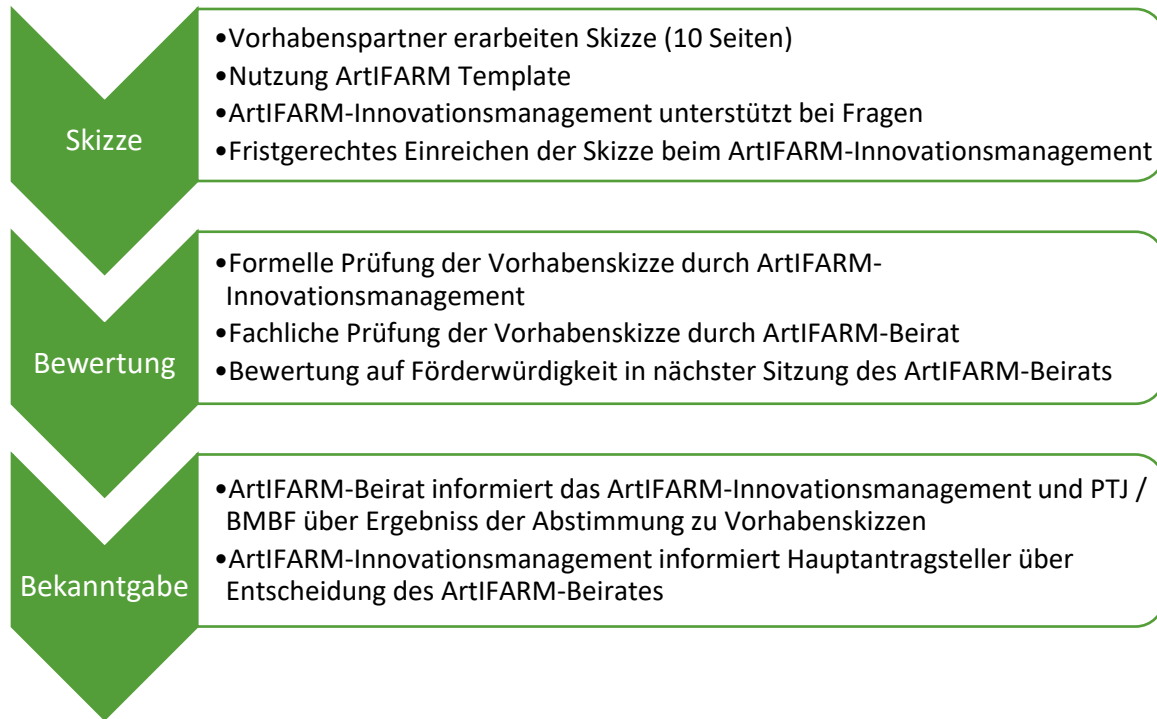 Skizze
•Vorhabenspartner erarbeiten Skizze (10 Seiten)
•Nutzung ArtIFARM Template
•ArtIFARM-Innovationsmanagement unterstützt bei Fragen
•Fristgerechtes Einreichen der Skizze beim ArtIFARM-Innovationsmanagement
Bewertung
•Formelle Prüfung der Vorhabenskizze durch ArtIFARM-
Innovationsmanagement
•Fachliche Prüfung der Vorhabenskizze durch ArtIFARM-Beirat
•Bewertung auf Förderwürdigkeit in nächster Sitzung des ArtIFARM-Beirats
Bekanntgabe
•ArtIFARM-Beirat informiert das ArtIFARM-Innovationsmanagement und PTJ /
BMBF über Ergebniss der Abstimmung zu Vorhabenskizzen
•ArtIFARM-Innovationsmanagement informiert Hauptantragsteller über
Entscheidung des ArtIFARM-Beirates